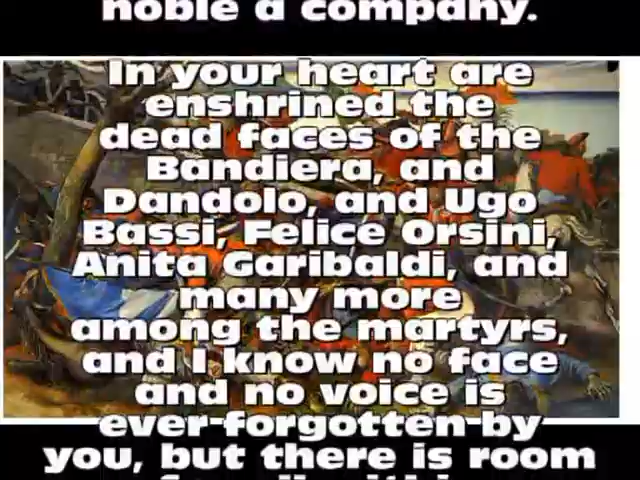 noble a company.
In your heart are
enshrined the
dead faces of the
Bandiera, and
Dandolo, and Ugo
Bassi, Felice Orsini,
Anita Garibaldi, and
many more
among the martyrs,
and I know no face
and no voice is
ever forgotten by
you, but there is room